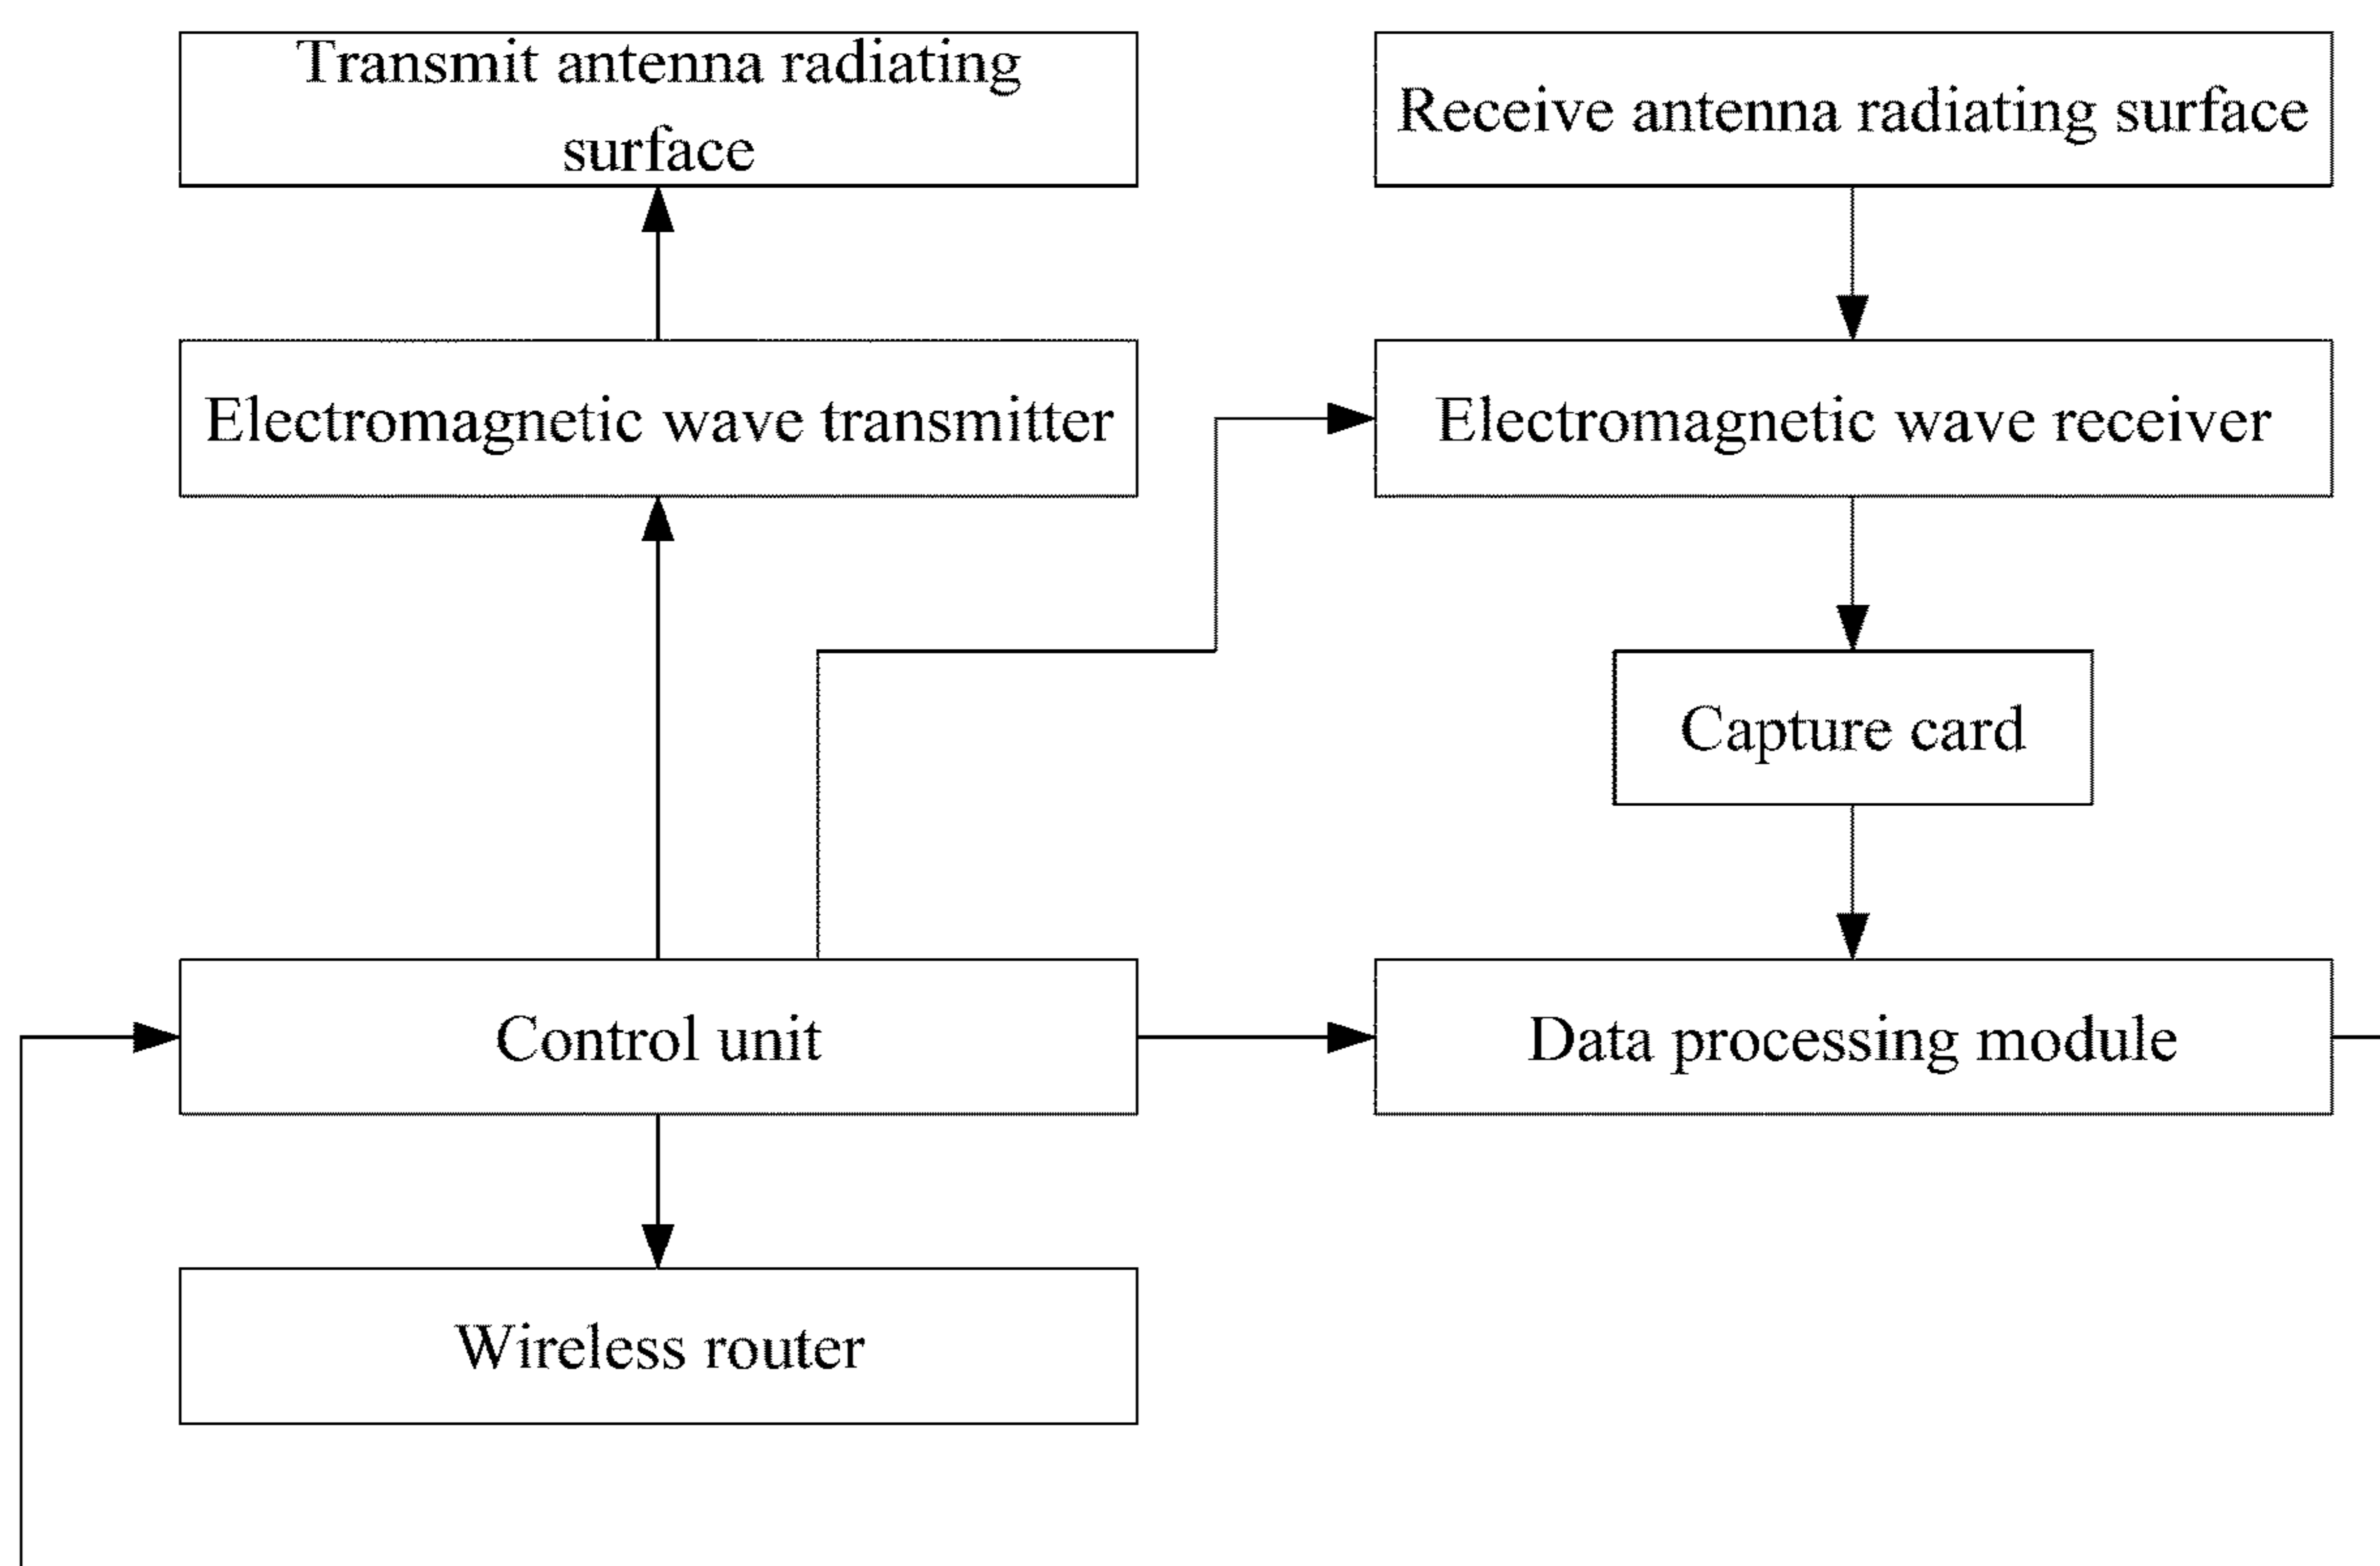 Transmit antenna radiating
surface
Receive antenna radiating surface
Electromagnetic wave transmitter
Electromagnetic wave receiver
Capture card
Control unit
Data processing module
Wireless router